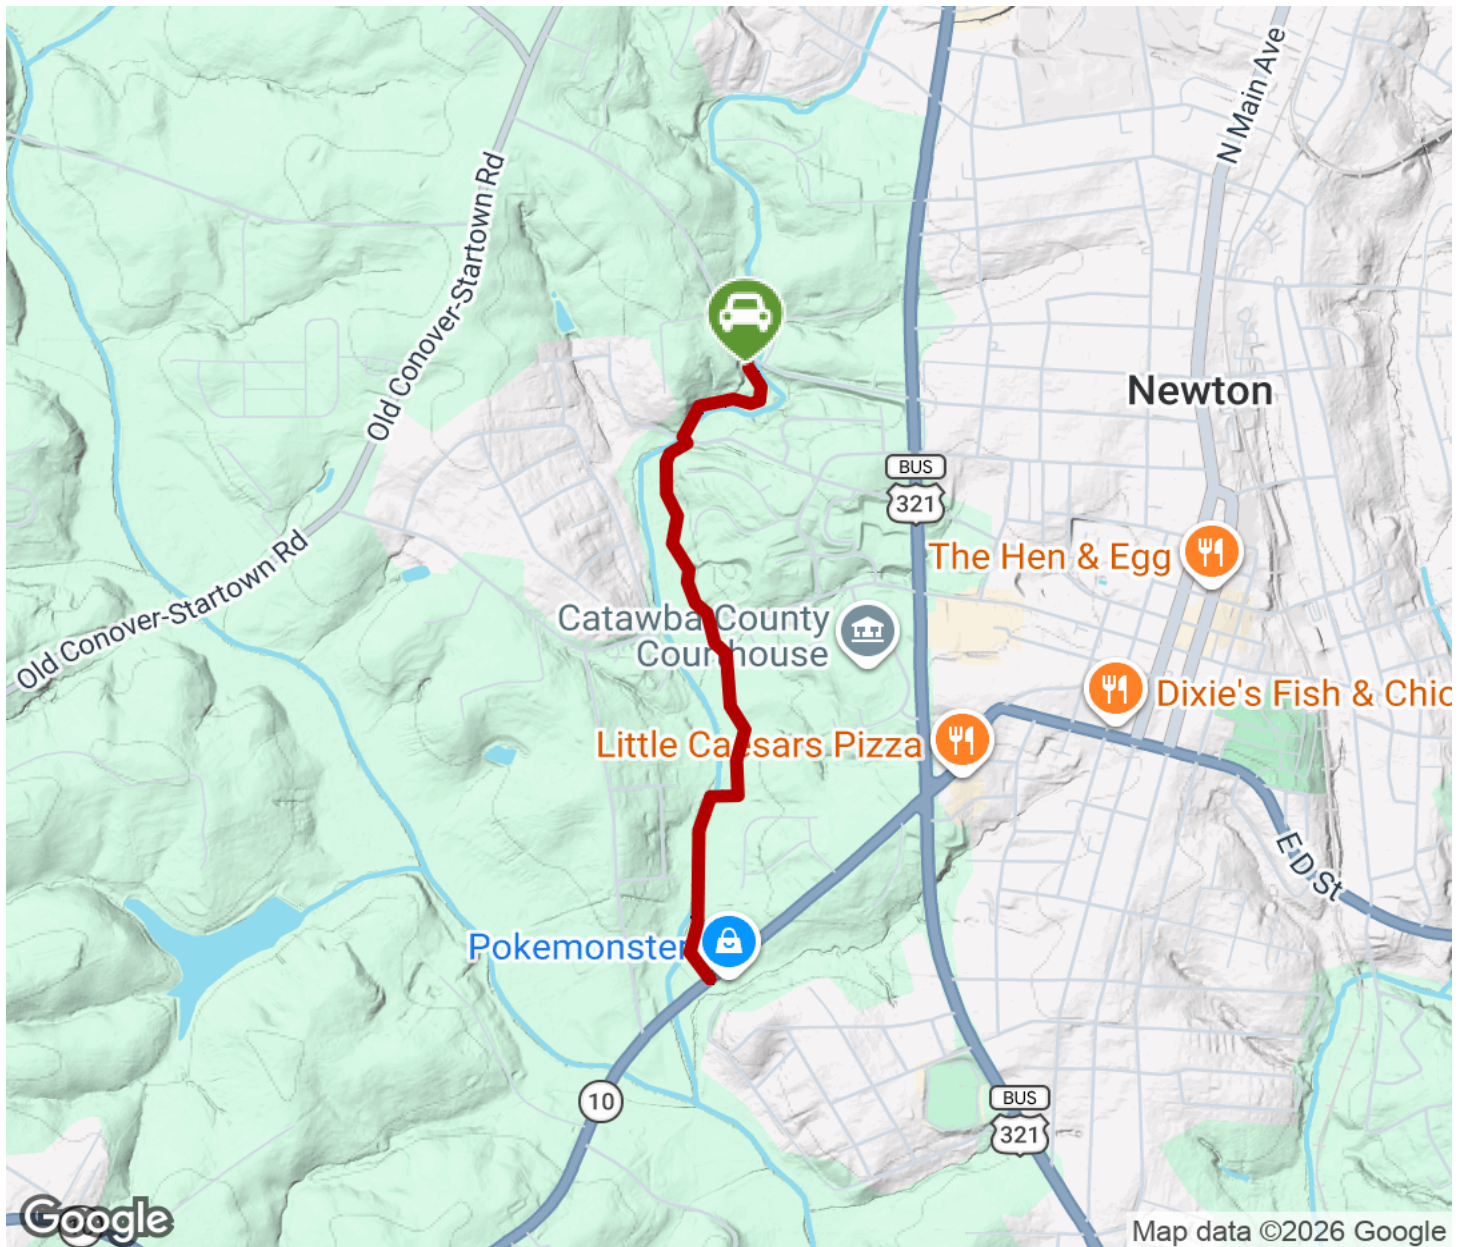 N Main Ave
Old Conover-Startown Rd
Newton
BUS
321
The Hen & Egg
Old Conover-Startown Rd
Catawba County
Courthouse
Dixie's Fish & Chic
Little Caesars Pizza
E D St
Pokemonster
10
BUS
321
Google
Map data ©2026 Google